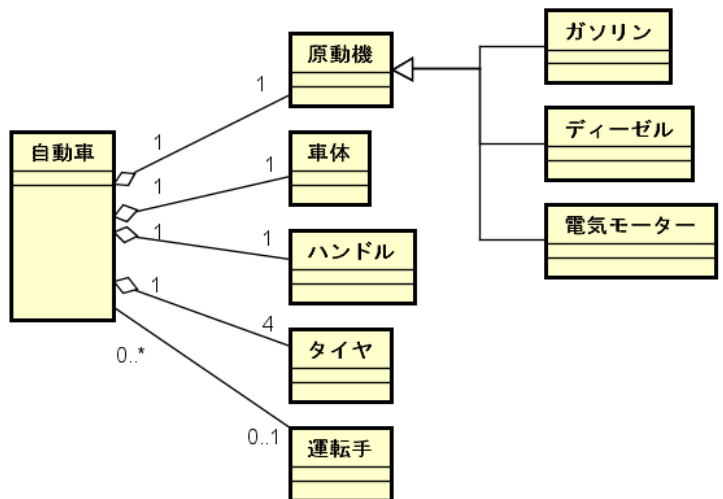 ガソリン
原動機
1
ディーゼル
自動車
1
車体
1
1
電気モーター
1
1
ハンドル
1
4
タイヤ
0..*
0..1
運転手